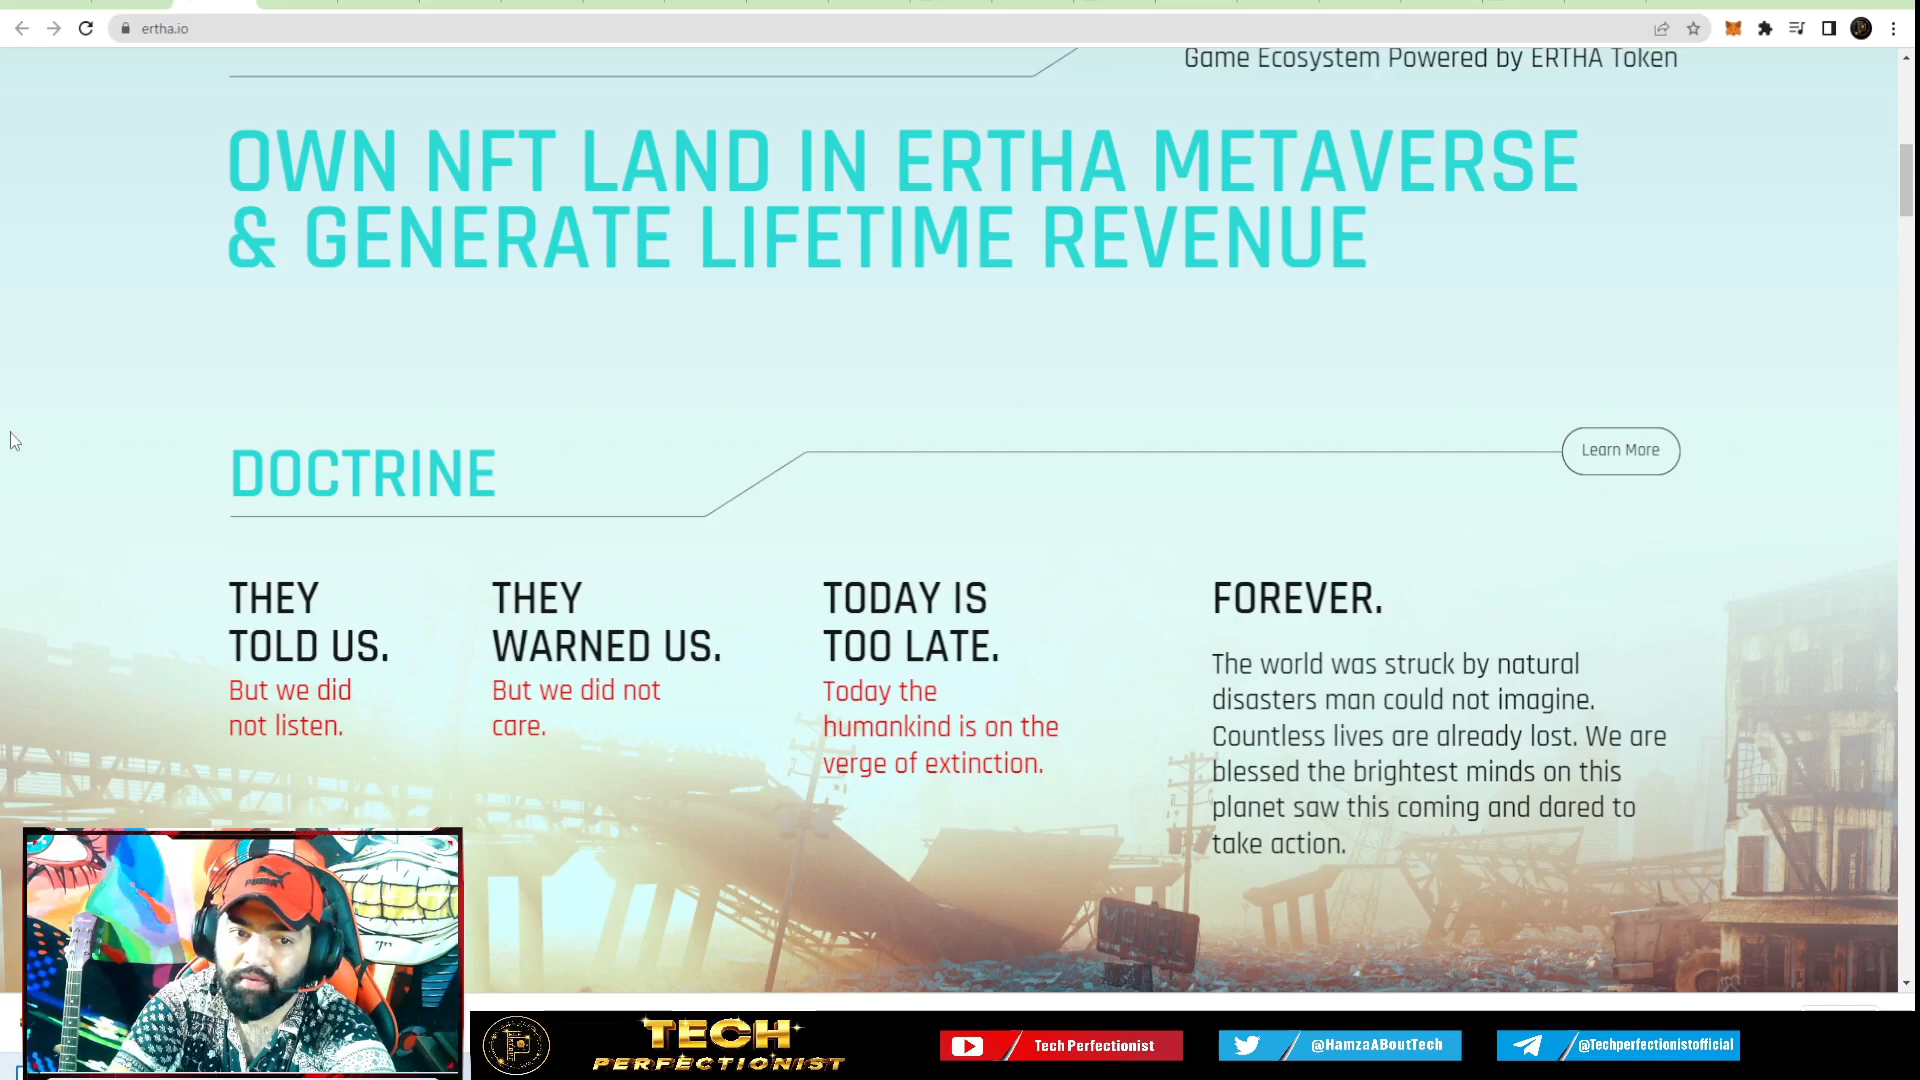 ertha.io
Game Ecosystem Powered by ERTHA Token
OWN NFT LAND IN ERTHA METAVERSE
& GENERATE LIFETIME REVENUE
DOCTRINE
Learn More
THEY
TOLD US.
But we did
not listen.
THEY
WARNED US.
But we did not
care.
TODAY IS
TOO LATE.
Today the
humankind is on the
verge of extinction.
FOREVER.
The world was struck by natural
disasters man could not imagine.
Countless lives are already lost. We are
blessed the brightest minds on this
planet saw this coming and dared to
take action.
PUMA
TECH
PERFECTIONIST
Tech Perfectionist
@HamzaABoutTech
@Techperfectionistofficial